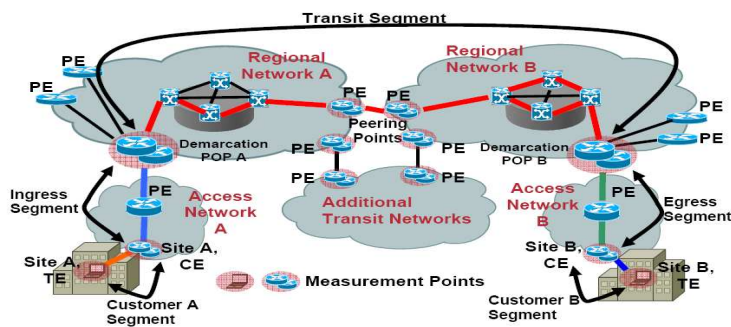 Transit Segment
Regional
Network A
Regional
Network B
PE
PE
PE
PE
Peering
Points
PE
PE
Demarcation
POP A
Demarcation
POP B
PE
PE
PE
PE
Additional
Transit Networks
Ingress
Segment
PE
Access
Network
A
Access
Network
B
PE
Egress
Segment
Site A,
CE
Site A,
TE
Site B,
CE
Site B,
TE
Customer A
Segment
Measurement Points
Customer B
Segment